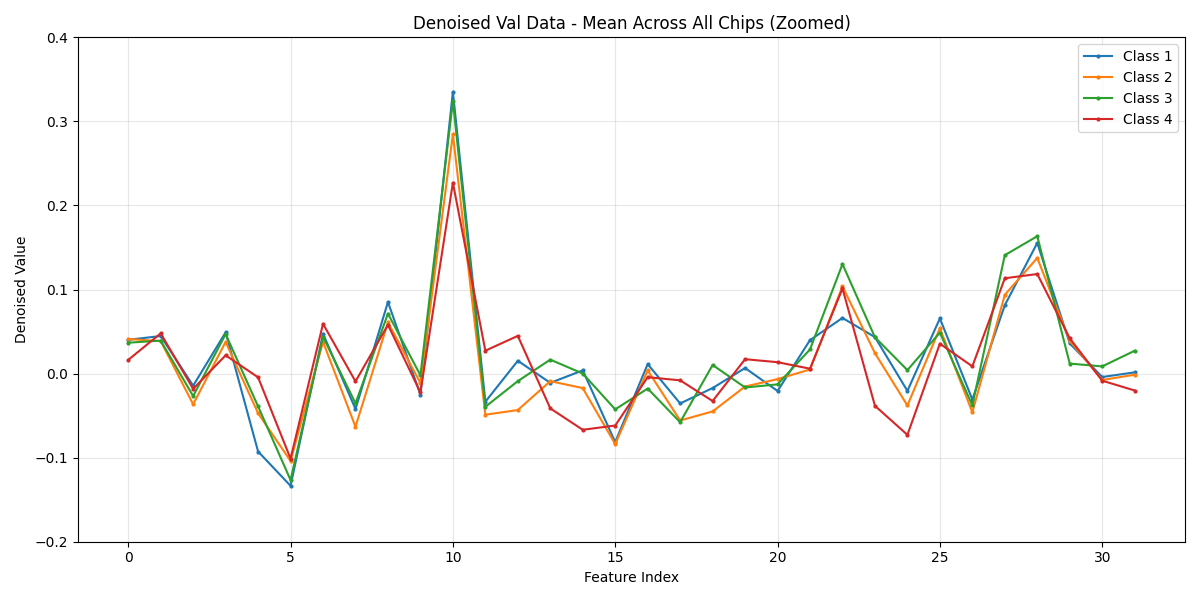 Denoised Val Data - Mean Across All Chips (Zoomed)
Class 1
Class 2
Class 3
Class 4
Denoised Value
0.4
0.3
0.2
0.1
0.0
−0.1
−0.2
0 5 10 15 20 25 30
Feature Index